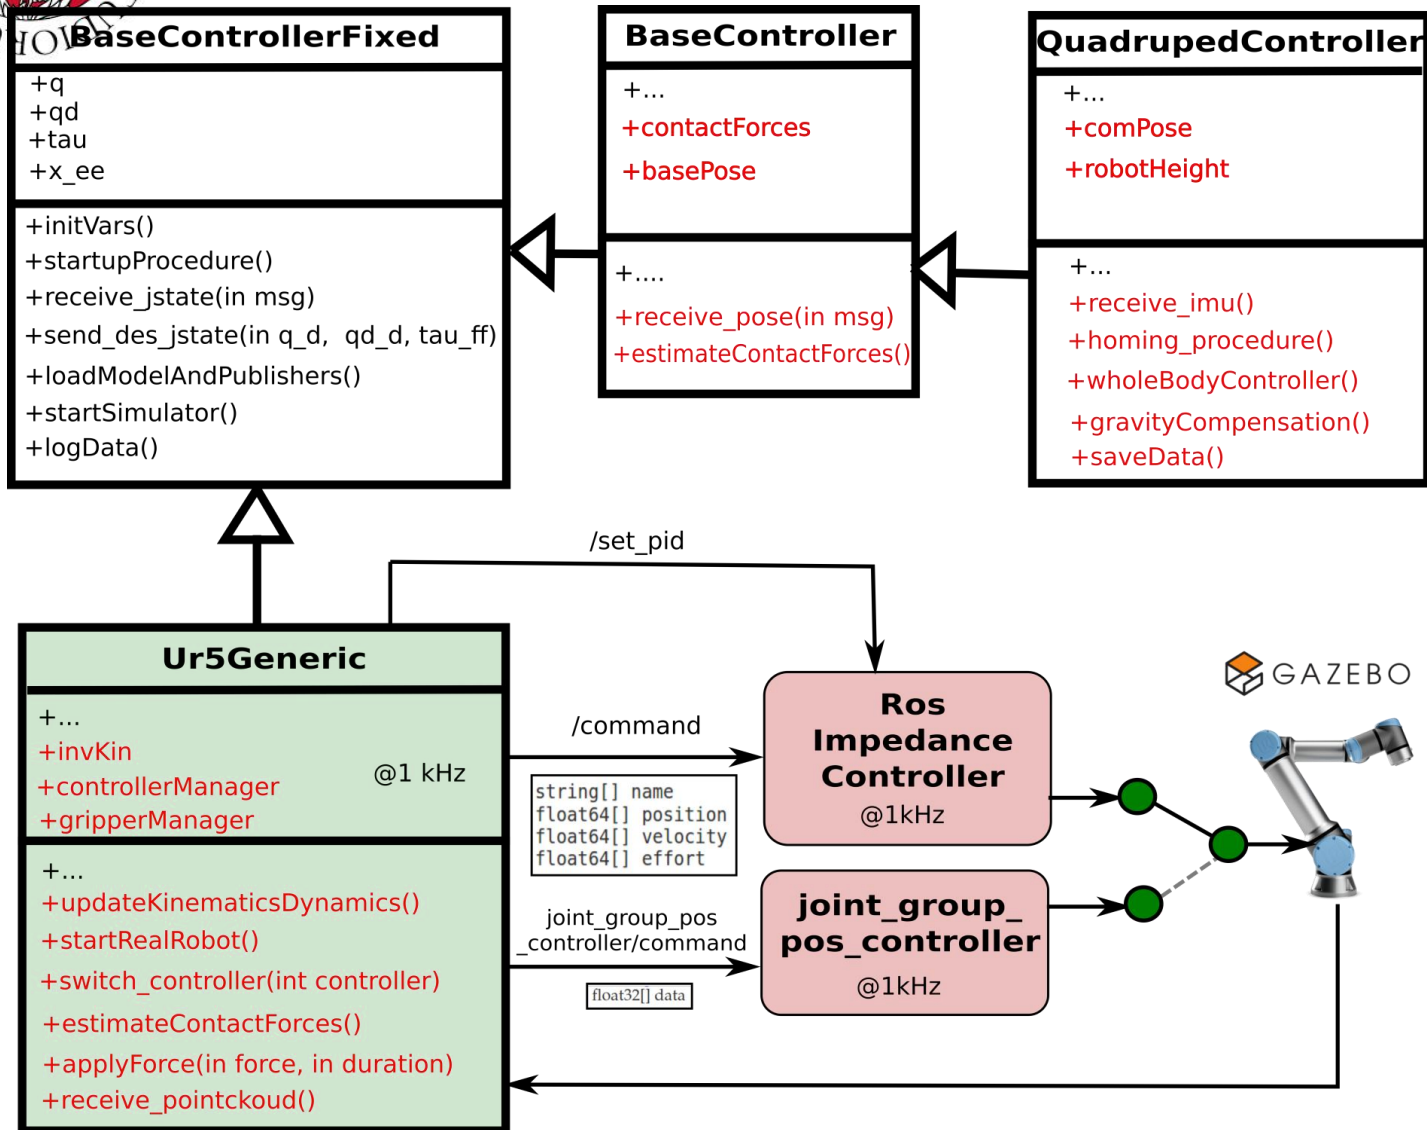 BaseControllerFixed
+q
+qd
+tau
+x_ee
+initVars()
+startupProcedure()
+receive_jstate(in msg)
+send_des_jstate(in q_d,  qd_d, tau_ff)
+loadModelAndPublishers()
+startSimulator()
+logData()
BaseController
+...
+contactForces
+basePose
+....
+receive_pose(in msg)
+estimateContactForces()
QuadrupedController
+...
+comPose
+robotHeight
+...
+receive_imu()
+homing_procedure()
+wholeBodyController()
+gravityCompensation()
+saveData()
/set_pid
Ur5Generic
+...
+invKin
+controllerManager
+gripperManager
@1 kHz
+...
+updateKinematicsDynamics()
+startRealRobot()
+switch_controller(int controller)
+estimateContactForces()
+applyForce(in force, in duration)
+receive_pointckoud()
/command
string[] name
float64[] position
float64[] velocity
float64[] effort
joint_group_pos
_controller/command
float32[] data
Ros
Impedance
Controller
@1kHz
joint_group_
pos_controller
@1kHz
GAZEBO